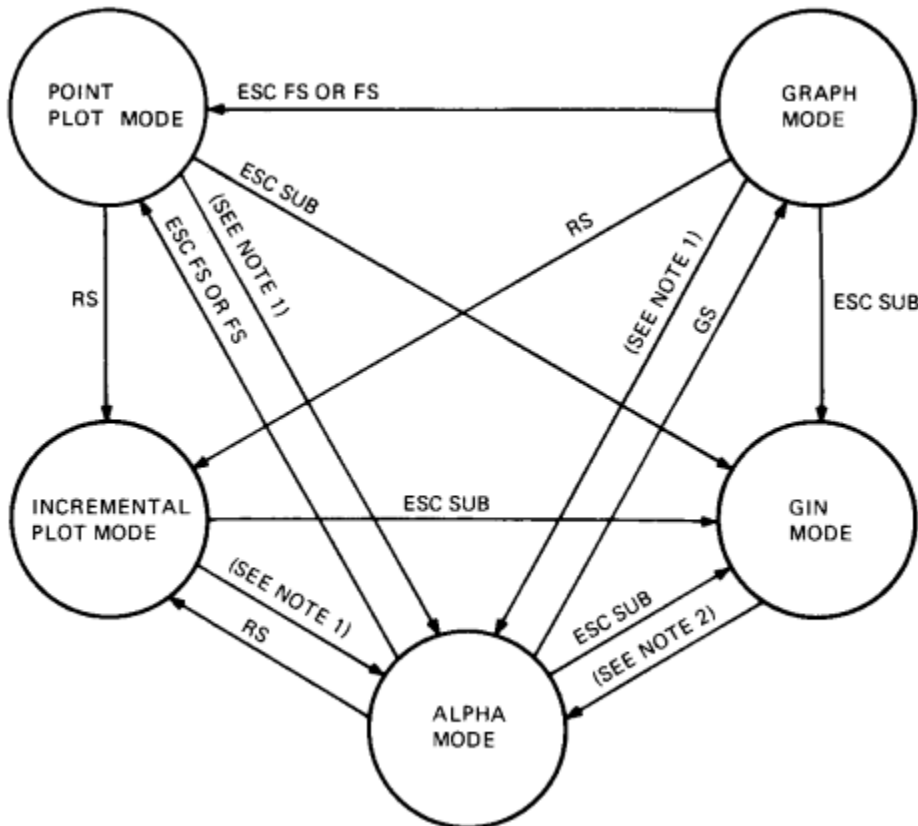 POINT
PLOT MODE
ESC FS OR FS
GRAPH
MODE
ESC SUB
(SEE NOTE 1)
ESC FS OR FS
RS
RS
(SEE NOTE 1)
GS
ESC SUB
INCREMENTAL
PLOT MODE
ESC SUB
GIN
MODE
(SEE NOTE 1)
RS
ESC SUB
(SEE NOTE 2)
ALPHA
MODE